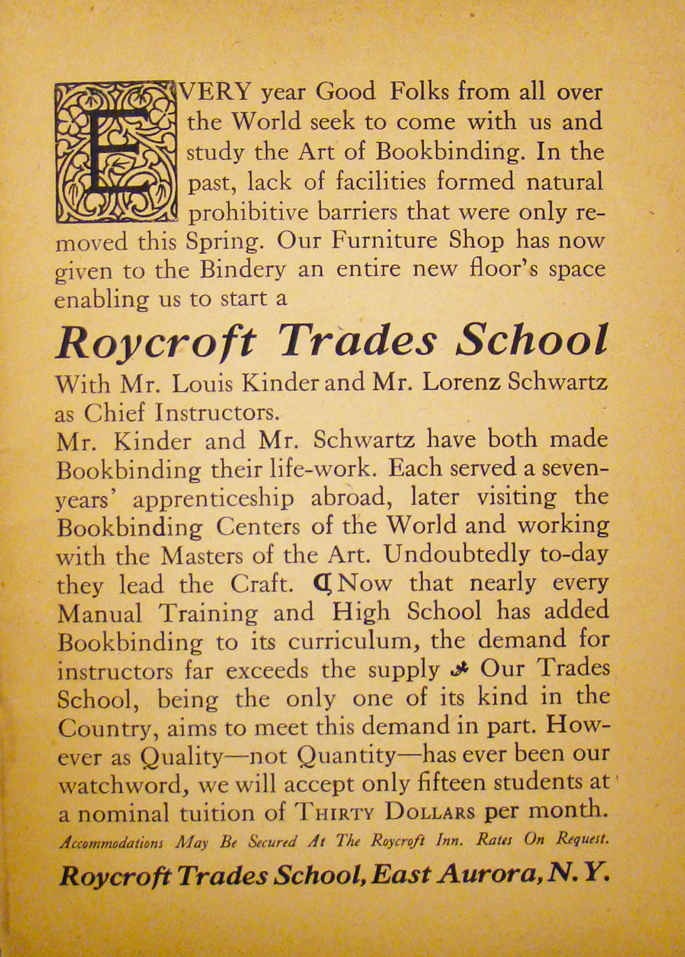 EVERY year Good Folks from all over
the World seek to come with us and
study the Art of Bookbinding. In the
past, lack of facilities formed natural
prohibitive barriers that were only re-
moved this Spring. Our Furniture Shop has now
given to the Bindery an entire new floor's space
enabling us to start a
Roycroft Trades School
With Mr. Louis Kinder and Mr. Lorenz Schwartz
as Chief Instructors.
Mr. Kinder and Mr. Schwartz have both made
Bookbinding their life-work. Each served a seven-
years' apprenticeship abroad, later visiting the
Bookbinding Centers of the World and working
with the Masters of the Art. Undoubtedly to-day
they lead the Craft. ¶ Now that nearly every
Manual Training and High School has added
Bookbinding to its curriculum, the demand for
instructors far exceeds the supply ❧ Our Trades
School, being the only one of its kind in the
Country, aims to meet this demand in part. How-
ever as Quality—not Quantity—has ever been our
watchword, we will accept only fifteen students at
a nominal tuition of THIRTY DOLLARS per month.
Accommodations May Be Secured At The Roycroft Inn. Rates On Request.
Roycroft Trades School, East Aurora, N. Y.